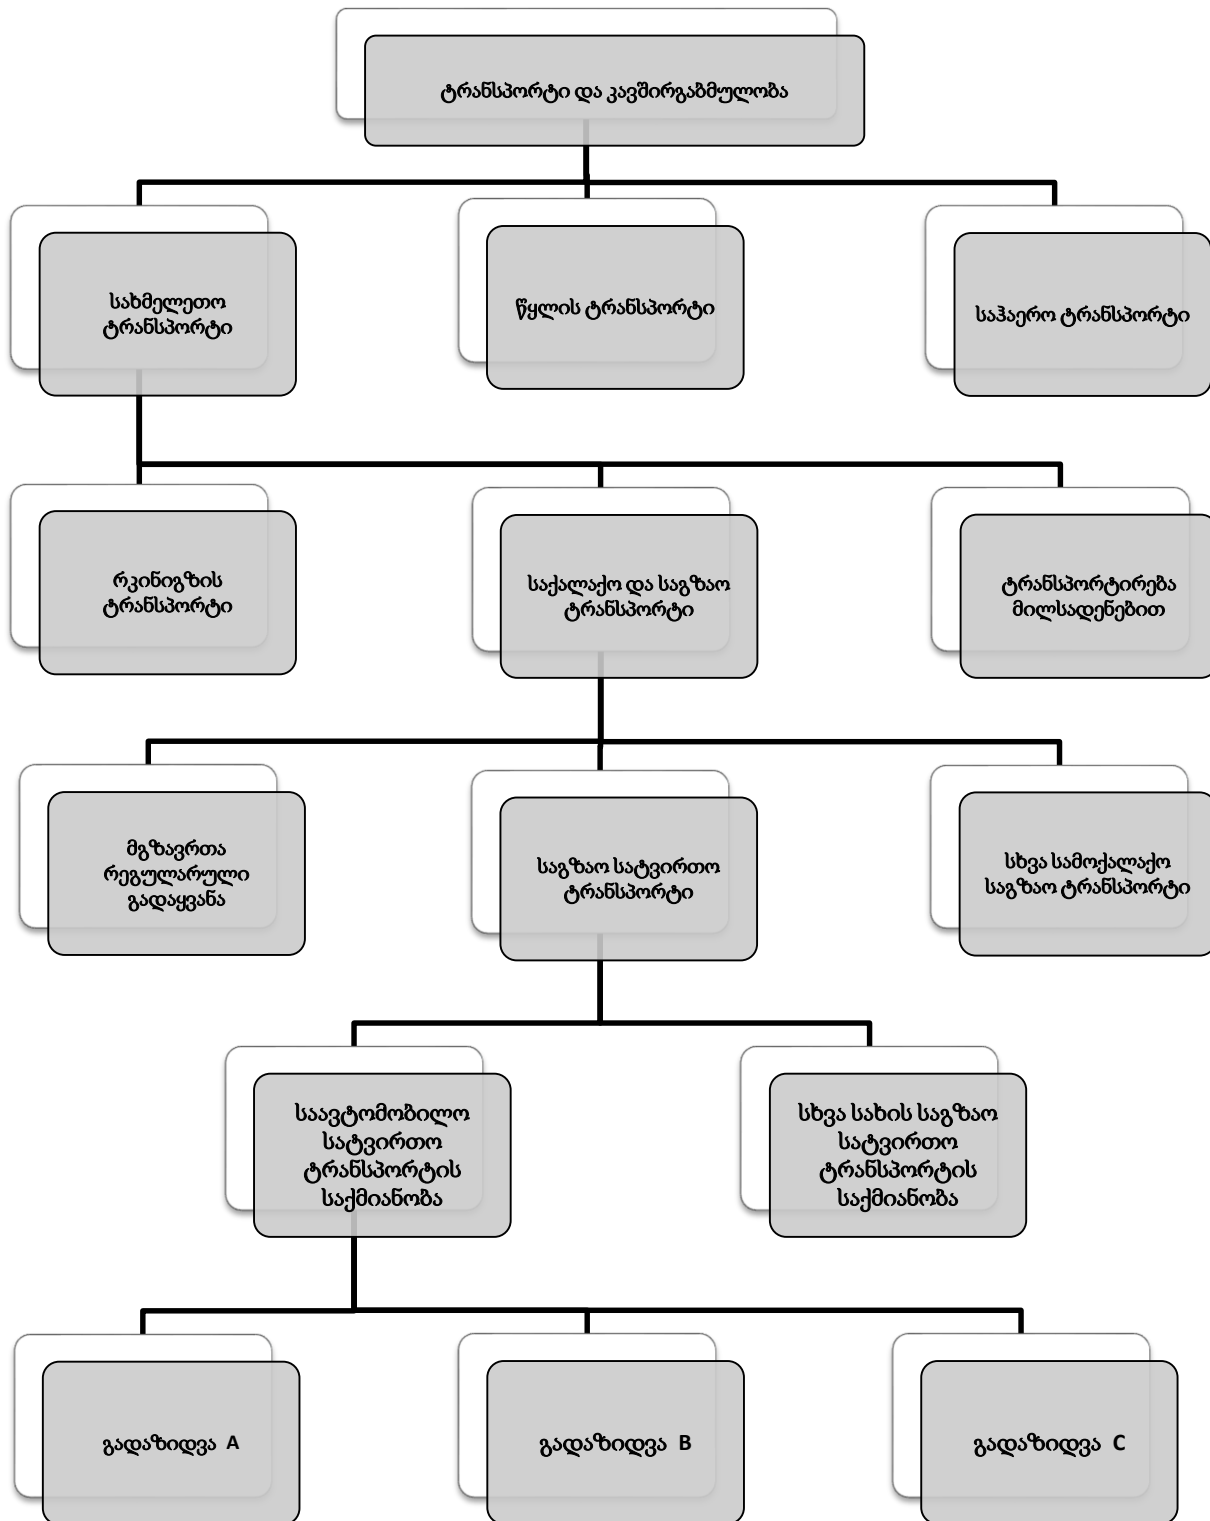 ტრანსპორტი და კავშირგაბმულობა
სახმელეთო
ტრანსპორტი
წყლის ტრანსპორტი
საჰაერო ტრანსპორტი
რკინიგზის
ტრანსპორტი
საქალაქო და საგზაო
ტრანსპორტი
ტრანსპორტირება
მილსადენებით
მგზავრთა
რეგულარული
გადაყვანა
საგზაო სატვირთო
ტრანსპორტი
სხვა სამოქალაქო
საგზაო ტრანსპორტი
საავტომობილო
სატვირთო
ტრანსპორტის
საქმიანობა
სხვა სახის საგზაო
სატვირთო
ტრანსპორტის
საქმიანობა
გადაზიდვა A
გადაზიდვა B
გადაზიდვა C